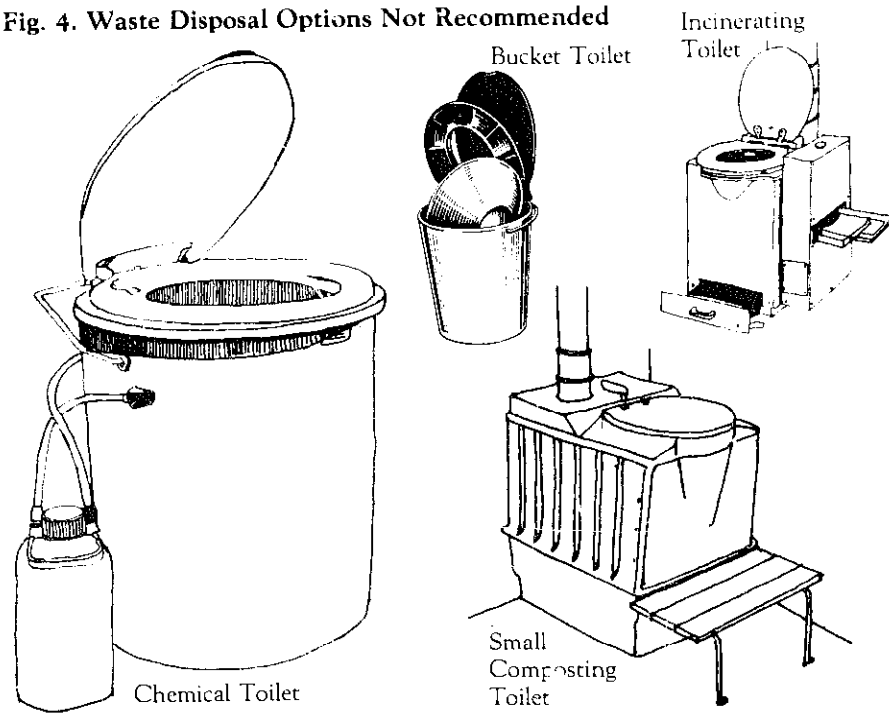 Fig. 4. Waste Disposal Options Not Recommended
Bucket Toilet
Incinerating
Toilet
Chemical Toilet
Small
Composting
Toilet